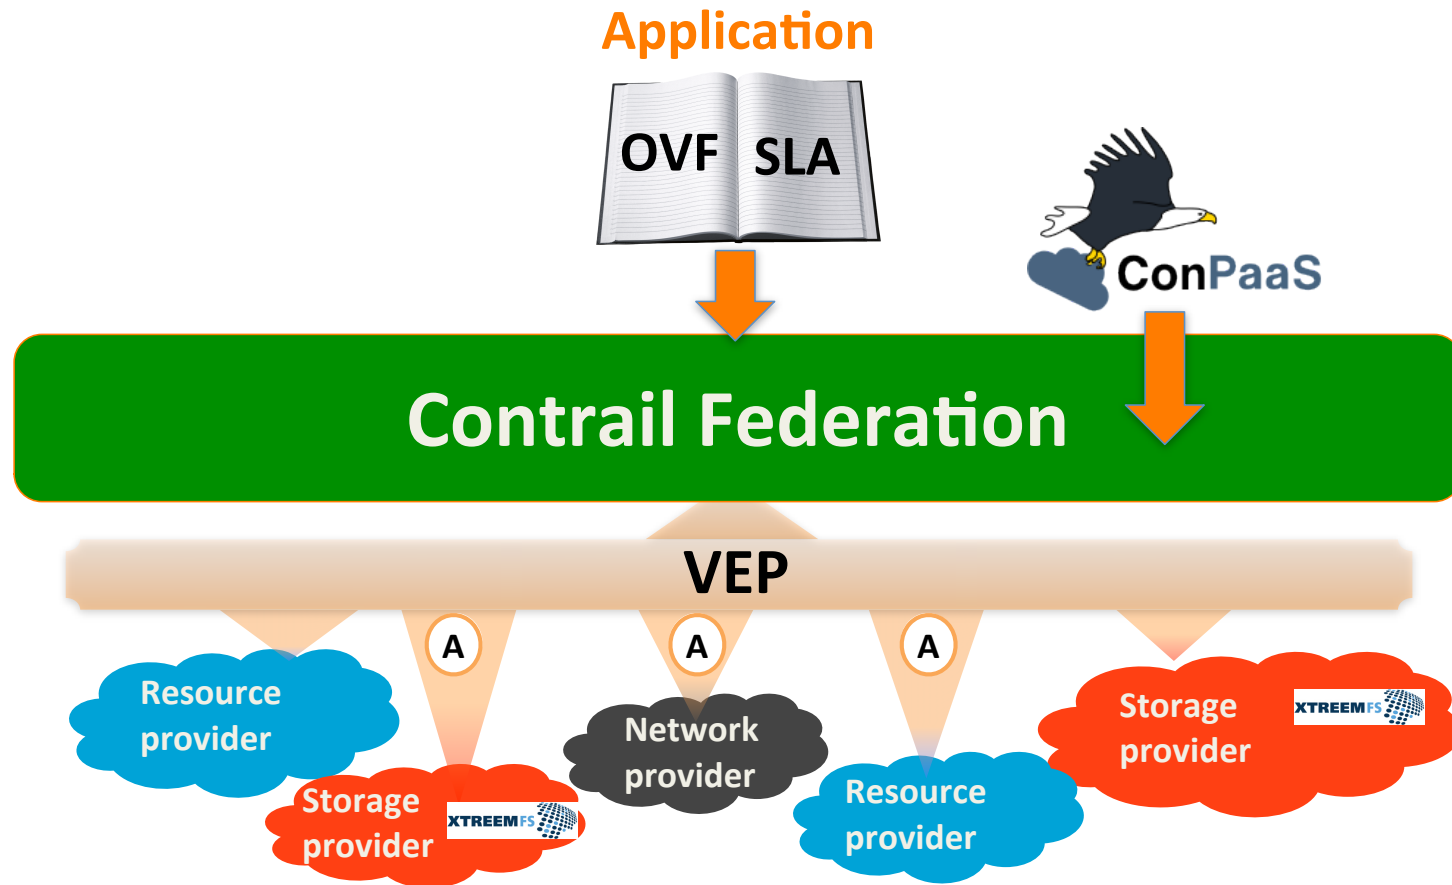 Application
OVF SLA
ConPaaS
Contrail Federation
VEP
A A A
Resource
provider
Storage
provider
XTREEMFS
Network
provider
Resource
provider
Storage
provider
XTREEMFS